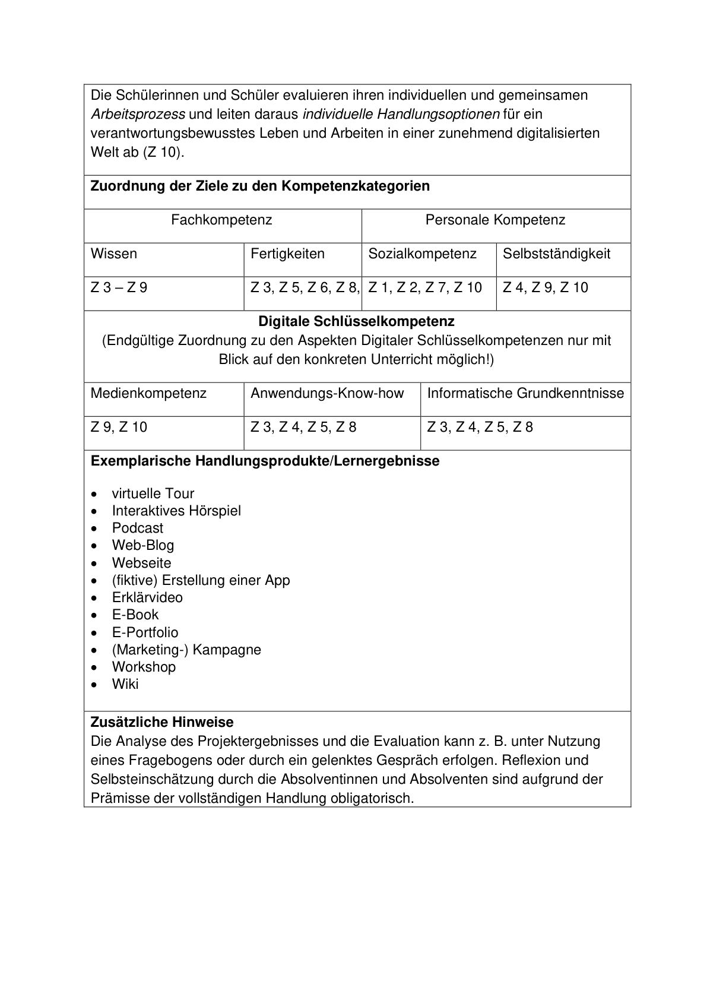 Die Schülerinnen und Schüler evaluieren ihren individuellen und gemeinsamen
Arbeitsprozess und leiten daraus individuelle Handlungsoptionen für ein
verantwortungsbewusstes Leben und Arbeiten in einer zunehmend digitalisierten
Welt ab (Z 10).
Zuordnung der Ziele zu den Kompetenzkategorien
Fachkompetenz Personale Kompetenz
Wissen Fertigkeiten Sozialkompetenz Selbstständigkeit
Z 3 – Z 9 Z 3, Z 5, Z 6, Z 8, Z 1, Z 2, Z 7, Z 10 Z 4, Z 9, Z 10
Digitale Schlüsselkompetenz
(Endgültige Zuordnung zu den Aspekten Digitaler Schlüsselkompetenzen nur mit
Blick auf den konkreten Unterricht möglich!)
Medienkompetenz Anwendungs-Know-how Informatische Grundkenntnisse
Z 9, Z 10 Z 3, Z 4, Z 5, Z 8 Z 3, Z 4, Z 5, Z 8
Exemplarische Handlungsprodukte/Lernergebnisse
• virtuelle Tour
• Interaktives Hörspiel
• Podcast
• Web-Blog
• Webseite
• (fiktive) Erstellung einer App
• Erklärvideo
• E-Book
• E-Portfolio
• (Marketing-) Kampagne
• Workshop
• Wiki
Zusätzliche Hinweise
Die Analyse des Projektergebnisses und die Evaluation kann z. B. unter Nutzung
eines Fragebogens oder durch ein gelenktes Gespräch erfolgen. Reflexion und
Selbsteinschätzung durch die Absolventinnen und Absolventen sind aufgrund der
Prämisse der vollständigen Handlung obligatorisch.